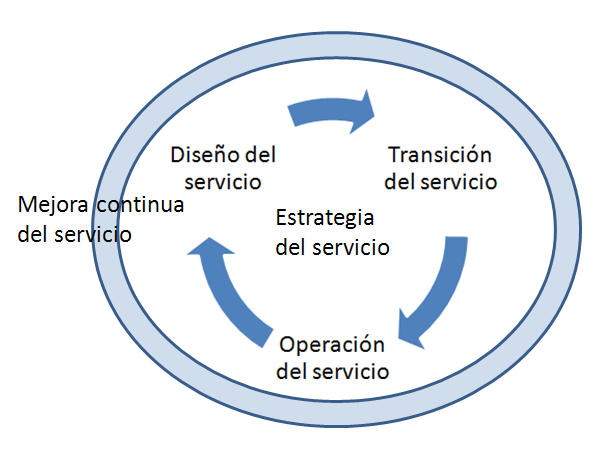 Diseño del
servicio
Transición
del servicio
Mejora continua
del servicio
Estrategia
del servicio
Operación
del servicio